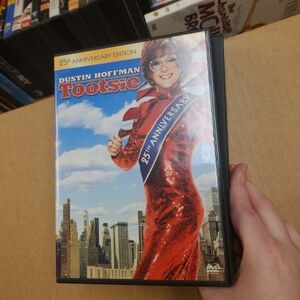 25th ANNIVERSARY EDITION
DUSTIN HOFFMAN
Tootsie
25th ANNIVERSARY
DVD